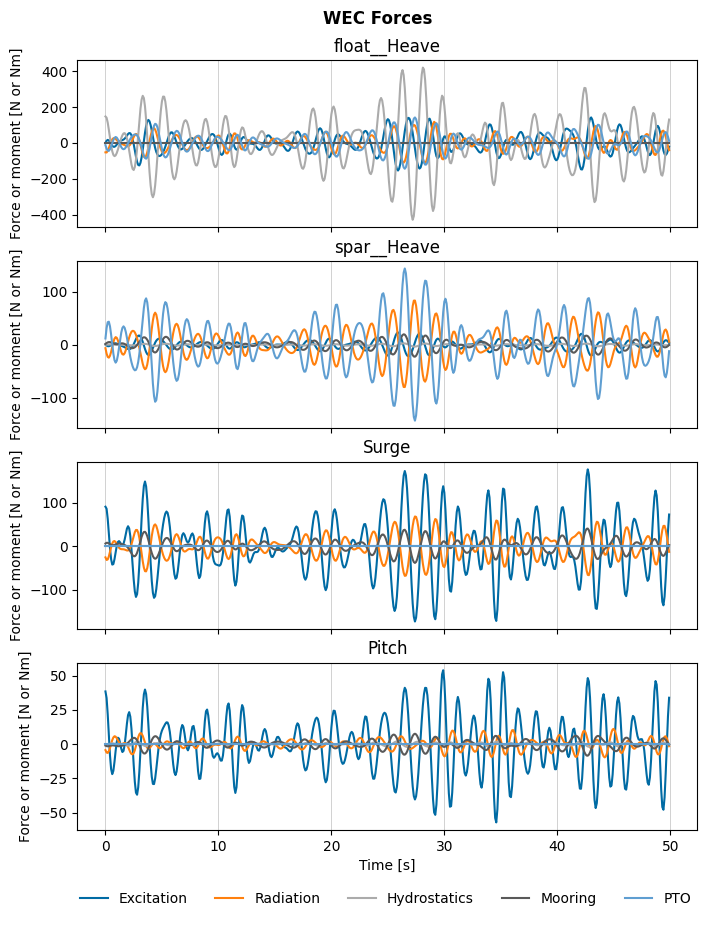 WEC Forces
float__Heave
Force or moment [N or Nm]
400
200
0
−200
−400
spar__Heave
Force or moment [N or Nm]
100
0
−100
Surge
Force or moment [N or Nm]
100
0
−100
Pitch
Force or moment [N or Nm]
50
25
0
−25
−50
0 10 20 30 40 50
Time [s]
Excitation Radiation Hydrostatics Mooring PTO